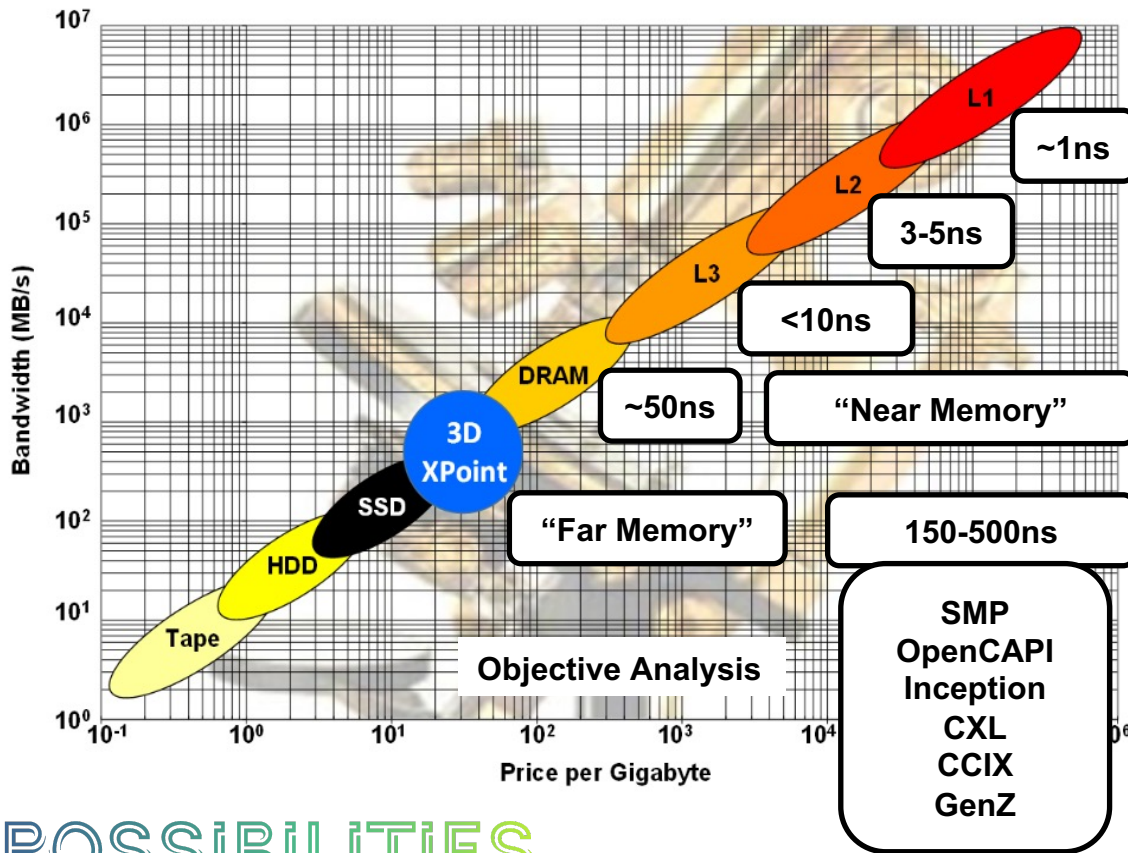 10⁷
10⁶
10⁵
10⁴
10³
10²
10¹
10⁰
Bandwidth (MB/s)
L1
~1ns
L2
3-5ns
L3
<10ns
DRAM
~50ns
“Near Memory”
3D
XPoint
SSD
“Far Memory”
150-500ns
HDD
Tape
Objective Analysis
SMP
OpenCAPI
Inception
CXL
CCIX
GenZ
10⁻¹ 10⁰ 10¹ 10² 10³ 10⁴ 6
Price per Gigabyte
POSSIBILITIES